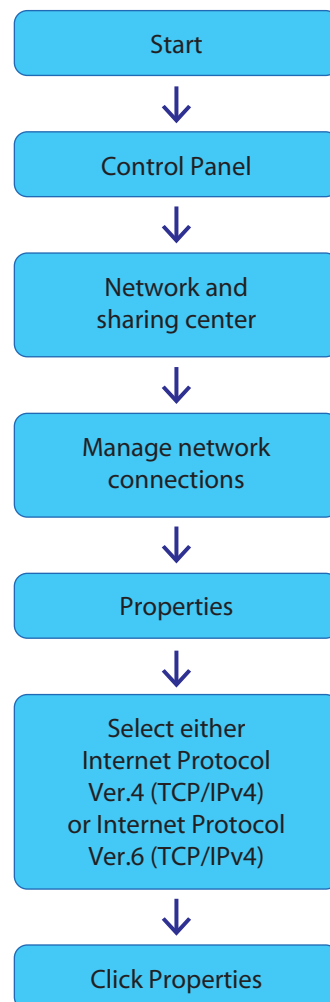 Start
Control Panel
Network and
sharing center
Manage network
connections
Properties
Select either
Internet Protocol
Ver.4 (TCP/IPv4)
or Internet Protocol
Ver.6 (TCP/IPv4)
Click Properties